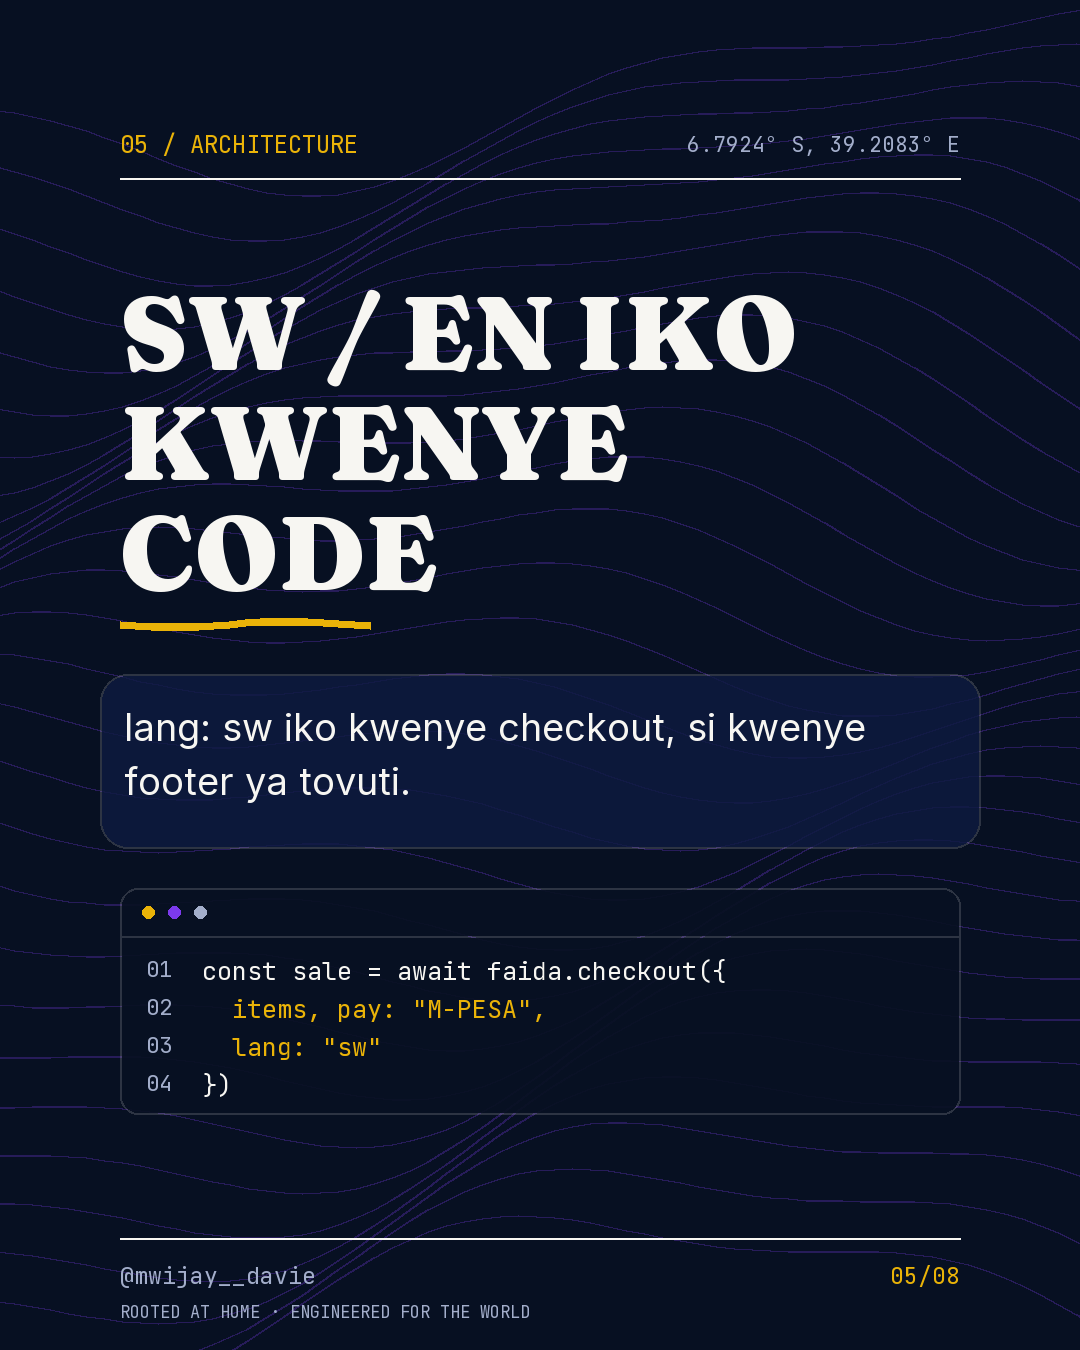 05 / ARCHITECTURE
6.7924° S, 39.2083° E
SW / EN IKO
KWENYE
CODE
lang: sw iko kwenye checkout, si kwenye
footer ya tovuti.
01 const sale = await faida.checkout({
02 items, pay: "M-PESA",
03 lang: "sw"
04 })
@mwijay__davie
05/08
ROOTED AT HOME · ENGINEERED FOR THE WORLD